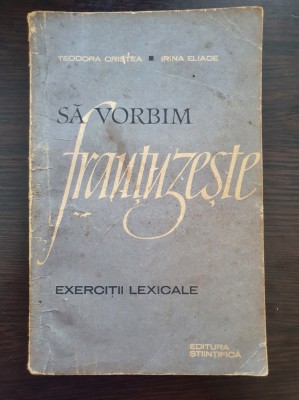 TEODORA CRISTEA ■ IRINA ELIADE
SĂ VORBIM
franțuzește
EXERCIȚII LEXICALE
EDITURA
ȘTIINȚIFICĂ